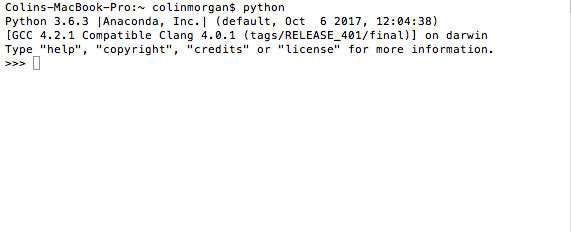 Colins-MacBook-Pro:~ colinmorgan$ python
Python 3.6.3 |Anaconda, Inc.| (default, Oct  6 2017, 12:04:38)
[GCC 4.2.1 Compatible Clang 4.0.1 (tags/RELEASE_401/final)] on darwin
Type "help", "copyright", "credits" or "license" for more information.
>>>